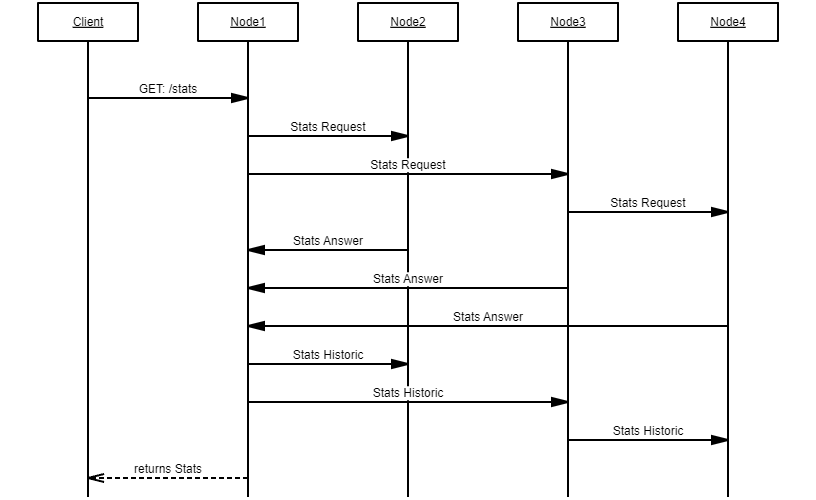 Client
Node1
Node2
Node3
Node4
GET: /stats
Stats Request
Stats Request
Stats Request
Stats Answer
Stats Answer
Stats Answer
Stats Historic
Stats Historic
Stats Historic
returns Stats